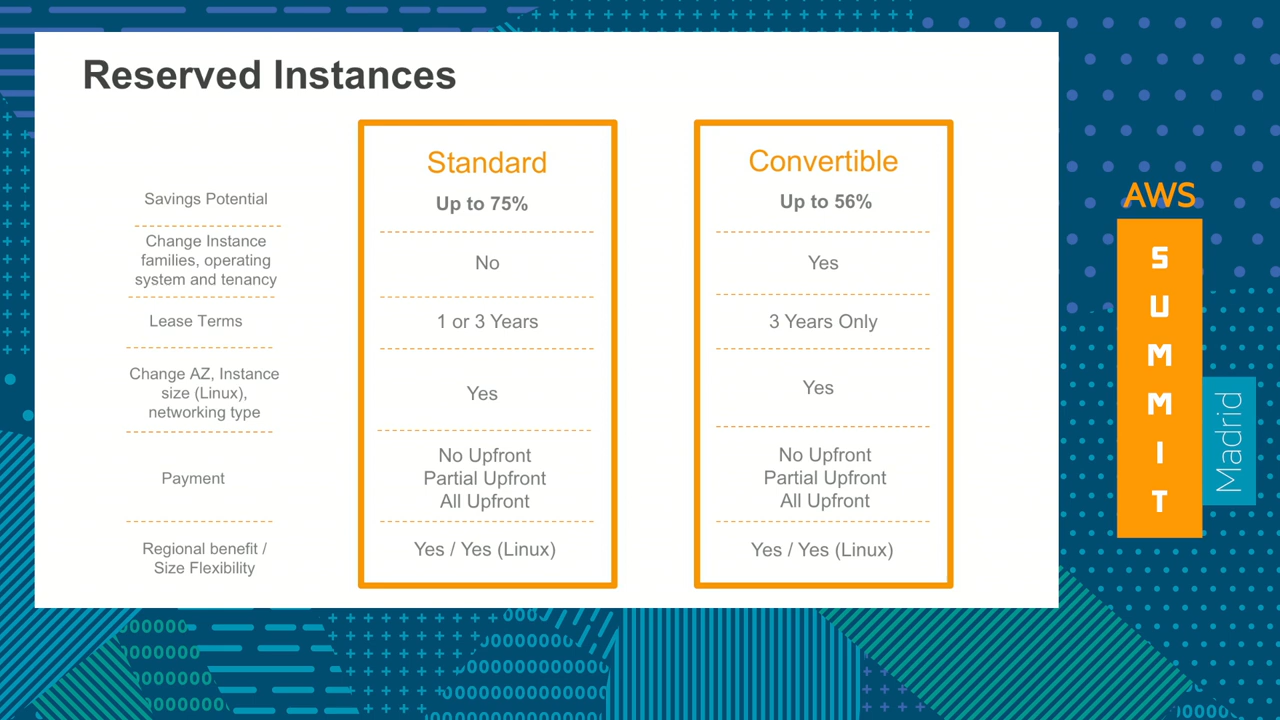 Reserved Instances
Standard
Convertible
Savings Potential
Up to 75%
Up to 56%
Change Instance
families, operating
system and tenancy
No
Yes
Lease Terms
1 or 3 Years
3 Years Only
Change AZ, Instance
size (Linux),
networking type
Yes
Yes
Payment
No Upfront
Partial Upfront
All Upfront
No Upfront
Partial Upfront
All Upfront
Regional benefit /
Size Flexibility
Yes / Yes (Linux)
Yes / Yes (Linux)
AWS
SUMMIT
Madrid